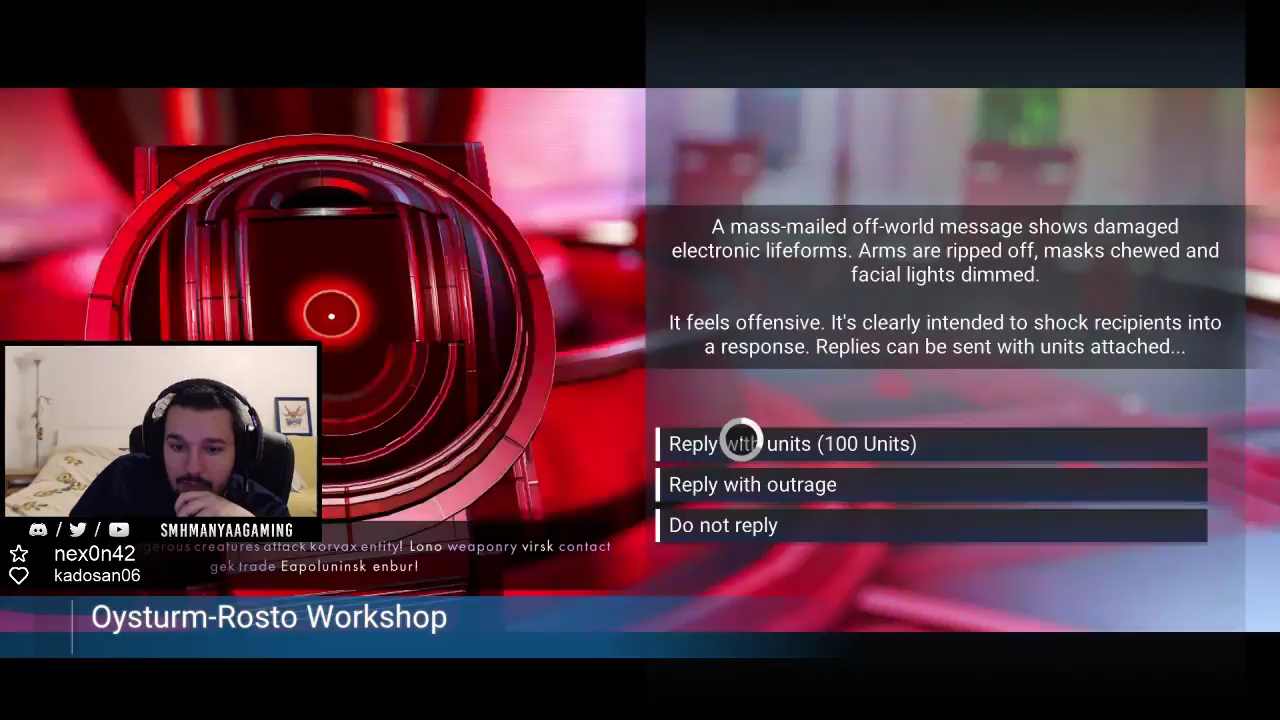 A mass-mailed off-world message shows damaged
electronic lifeforms. Arms are ripped off, masks chewed and
facial lights dimmed.
It feels offensive. It's clearly intended to shock recipients into
a response. Replies can be sent with units attached...
Reply with units (100 Units)
Reply with outrage
Do not reply
SMHMANYAAGAMING
nex0n42
kadosan06
creatures attack korvax entity! Lono weaponry virsk contact
gek trade Eapoluninsk enbur!
Oysturm-Rosto Workshop